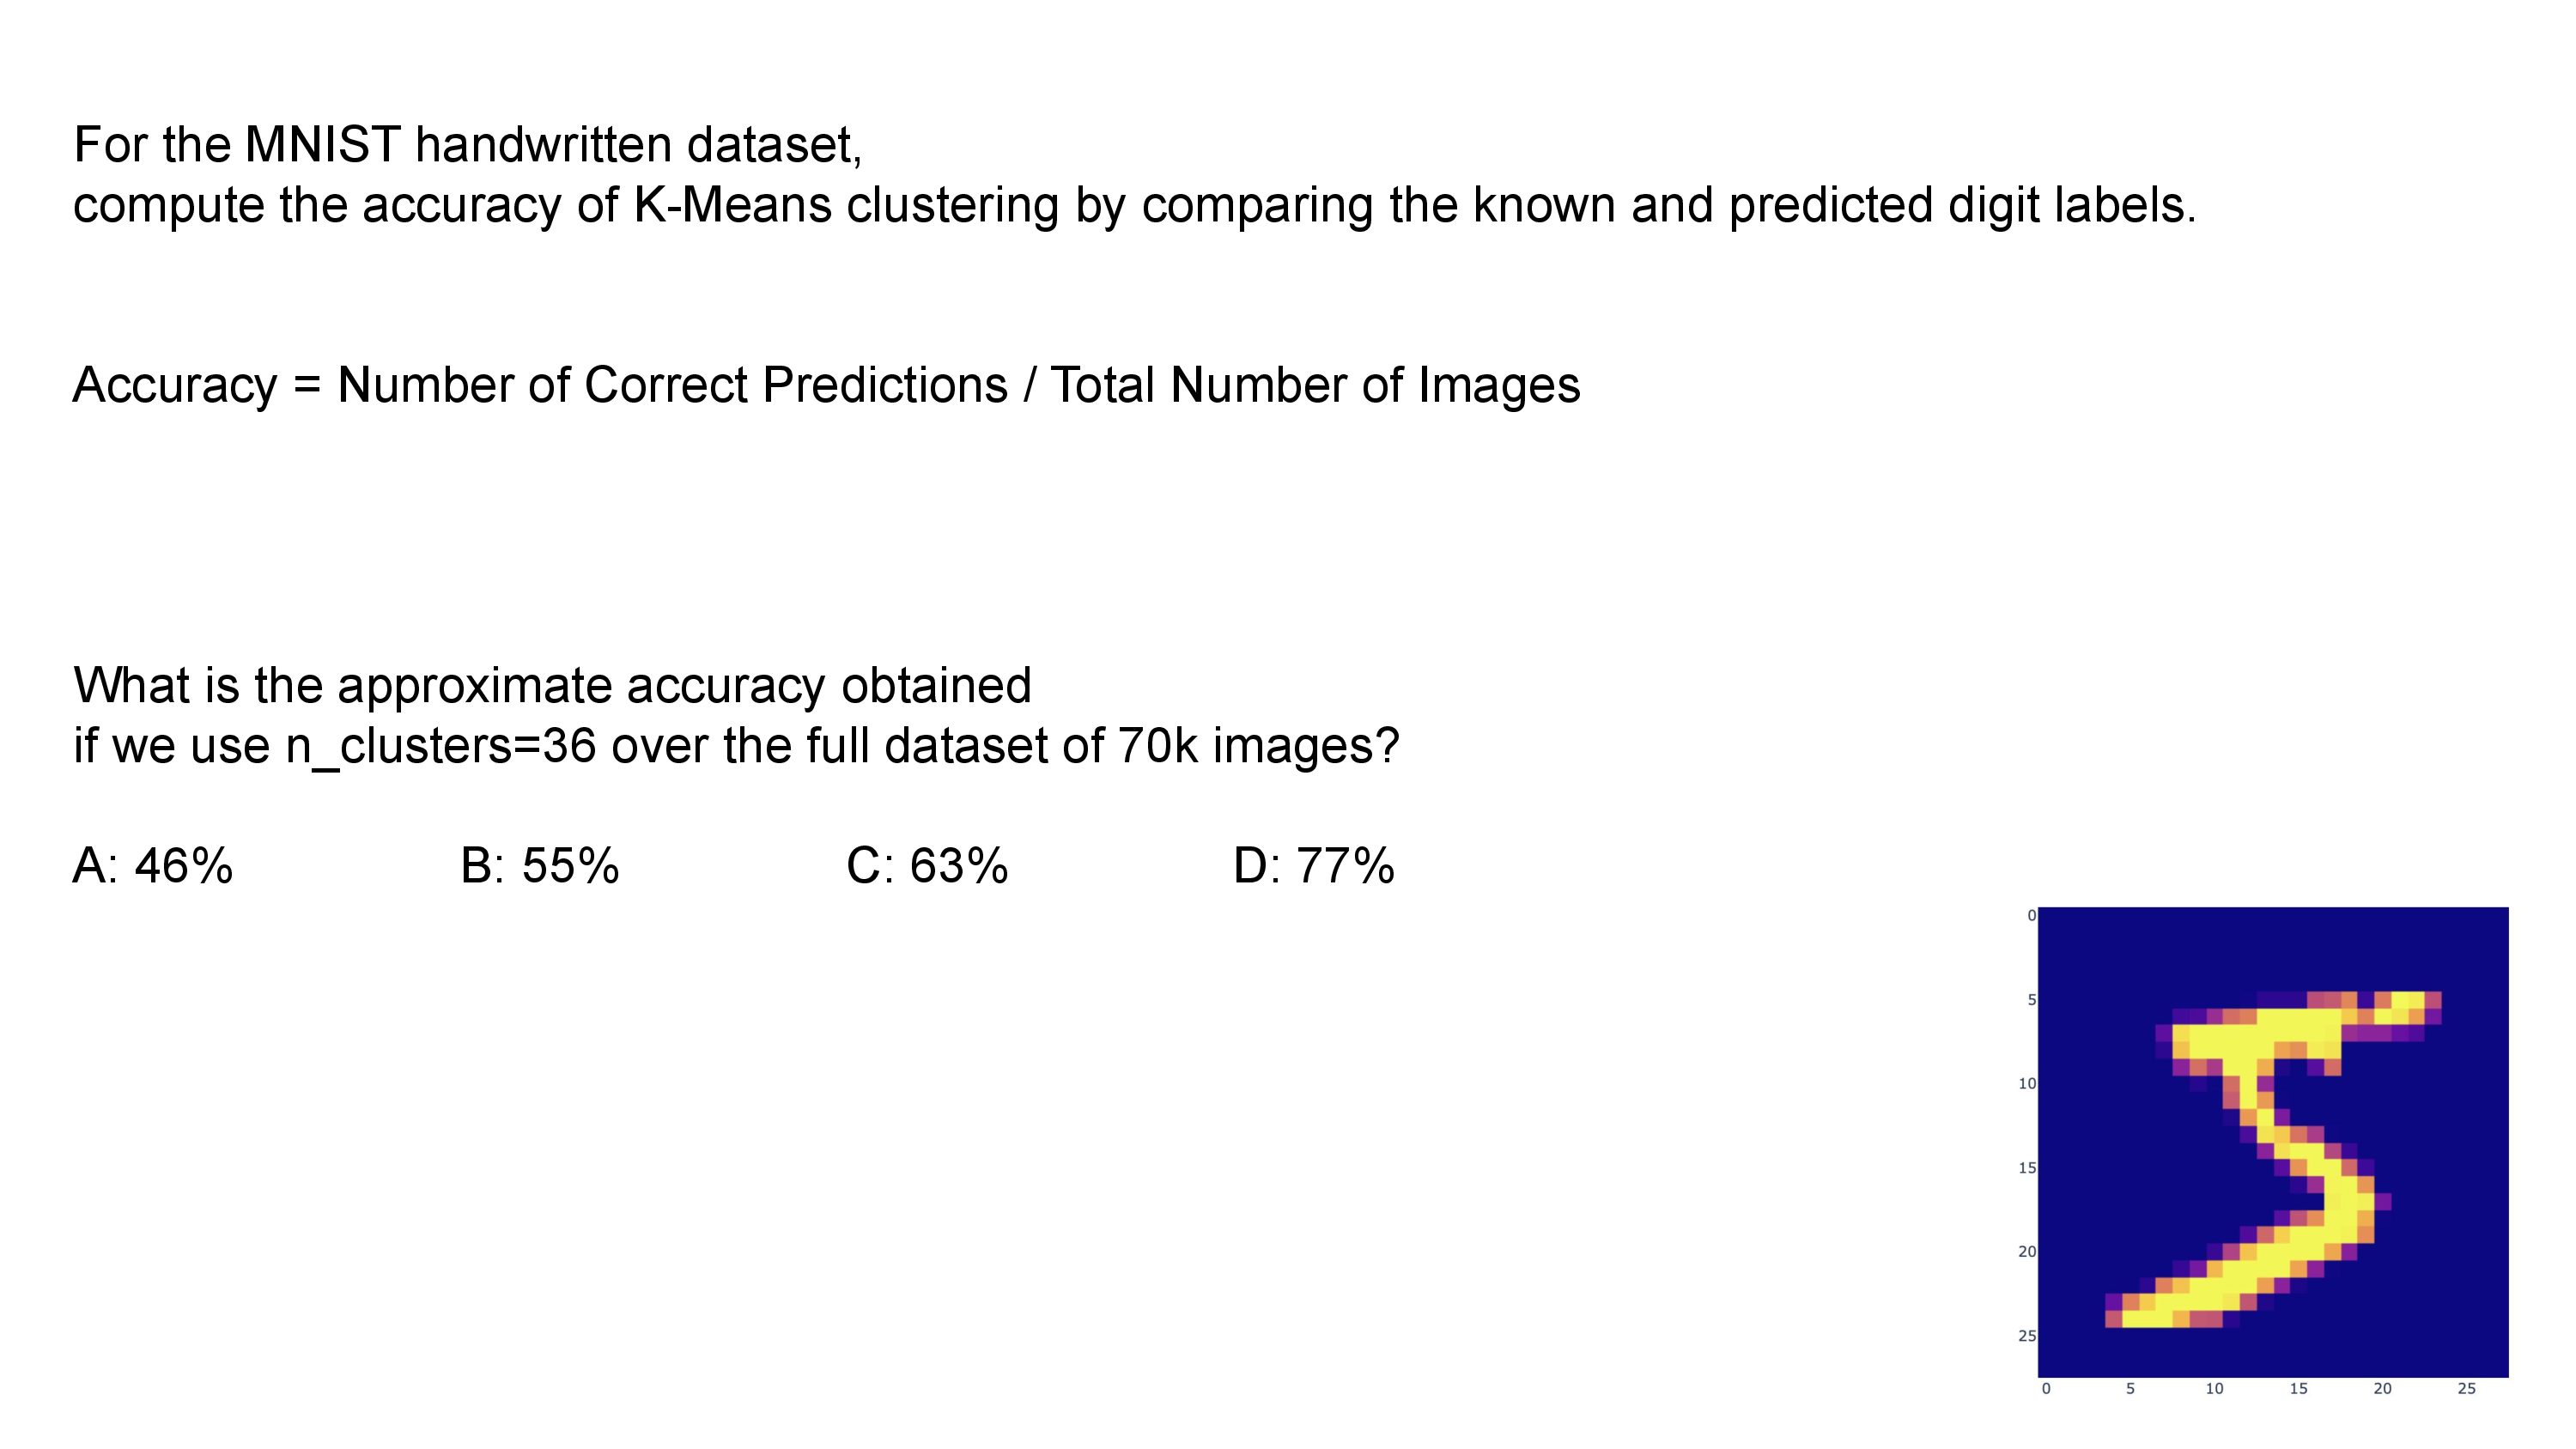 For the MNIST handwritten dataset,
compute the accuracy of K-Means clustering by comparing the known and predicted digit labels.
Accuracy = Number of Correct Predictions / Total Number of Images
What is the approximate accuracy obtained
if we use n_clusters=36 over the full dataset of 70k images?
A: 46% B: 55% C: 63% D: 77%
0
5
10
15
20
25
0 5 10 15 20 25